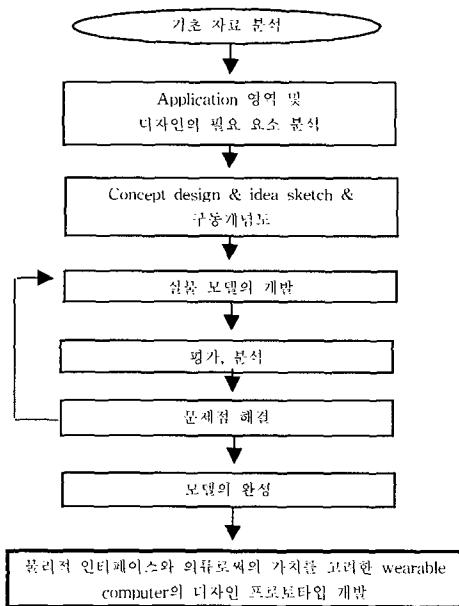 기초 자료 분석
Application 영역 및
디자인의 필요 요소 분석
Concept design & idea sketch &
구동개념도
실물 모델의 개발
평가, 분석
문제점 해결
모델의 완성
물리적 인터페이스와 의류로써의 가치를 고려한 wearable
computer의 디자인 프로토타입 개발